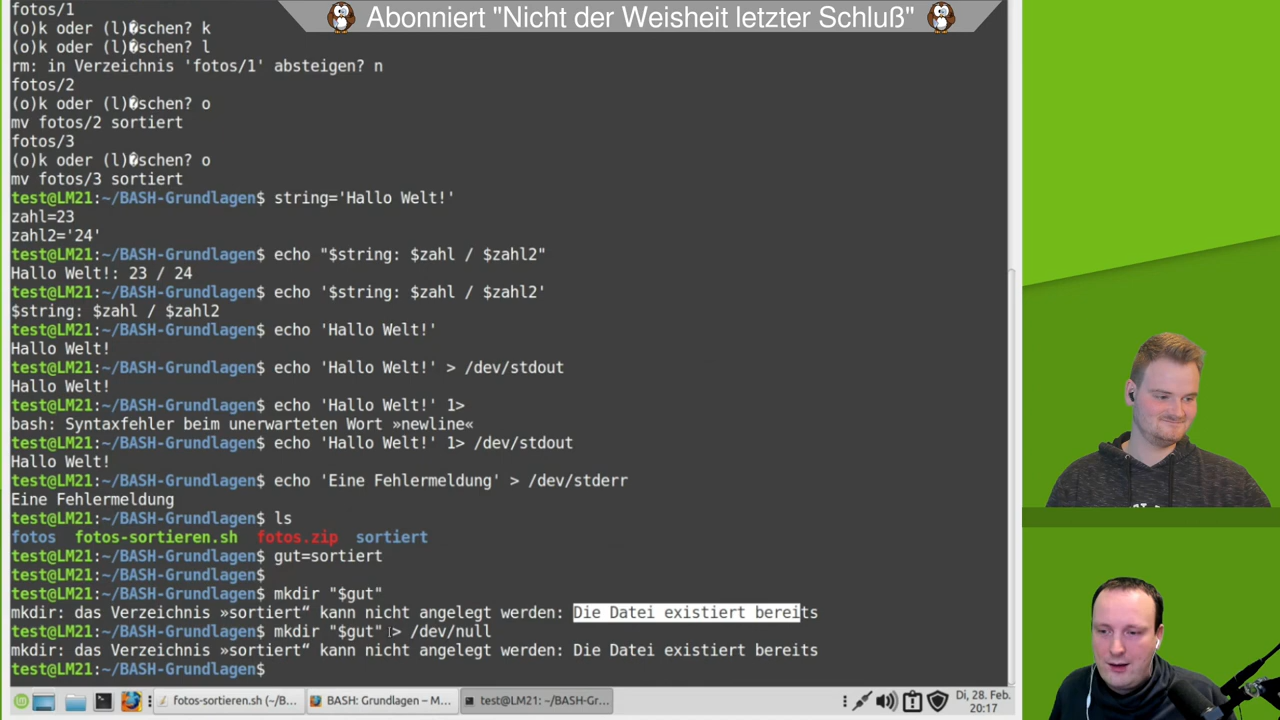 Abonniert "Nicht der Weisheit letzter Schluß"
fotos/1
(o)k oder (l)�schen? k
(o)k oder (l)�schen? l
rm: in Verzeichnis 'fotos/1' absteigen? n
fotos/2
(o)k oder (l)�schen? o
mv fotos/2 sortiert
fotos/3
(o)k oder (l)�schen? o
mv fotos/3 sortiert
test@LM21:~/BASH-Grundlagen$ string='Hallo Welt!'
zahl=23
zahl2='24'
test@LM21:~/BASH-Grundlagen$ echo "$string: $zahl / $zahl2"
Hallo Welt!: 23 / 24
test@LM21:~/BASH-Grundlagen$ echo '$string: $zahl / $zahl2'
$string: $zahl / $zahl2
test@LM21:~/BASH-Grundlagen$ echo 'Hallo Welt!'
Hallo Welt!
test@LM21:~/BASH-Grundlagen$ echo 'Hallo Welt!' > /dev/stdout
Hallo Welt!
test@LM21:~/BASH-Grundlagen$ echo 'Hallo Welt!' 1>
bash: Syntaxfehler beim unerwarteten Wort »newline«
test@LM21:~/BASH-Grundlagen$ echo 'Hallo Welt!' 1> /dev/stdout
Hallo Welt!
test@LM21:~/BASH-Grundlagen$ echo 'Eine Fehlermeldung' > /dev/stderr
Eine Fehlermeldung
test@LM21:~/BASH-Grundlagen$ ls
fotos fotos-sortieren.sh fotos.zip sortiert
test@LM21:~/BASH-Grundlagen$ gut=sortiert
test@LM21:~/BASH-Grundlagen$
test@LM21:~/BASH-Grundlagen$ mkdir "$gut"
mkdir: das Verzeichnis »sortiert“ kann nicht angelegt werden: Die Datei existiert bereits
test@LM21:~/BASH-Grundlagen$ mkdir "$gut" > /dev/null
mkdir: das Verzeichnis »sortiert“ kann nicht angelegt werden: Die Datei existiert bereits
test@LM21:~/BASH-Grundlagen$
fotos-sortieren.sh (~/B...
BASH: Grundlagen – M...
test@LM21: ~/BASH-Gr...
Di, 28. Feb.
20:17